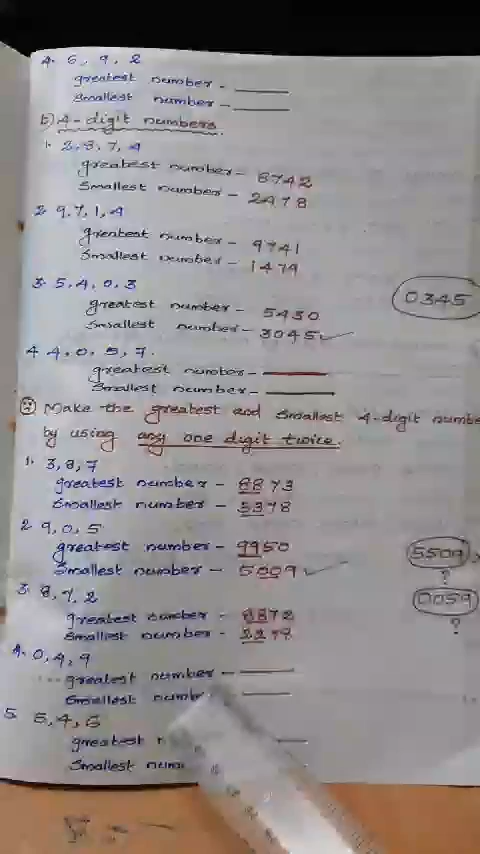 4. 6, 9, 2
greatest number -
smallest number -
b) 4-digit numbers
1. 2, 8, 7, 4
greatest number - 8742
Smallest number - 2478
2. 9, 7, 1, 4
greatest number - 9741
Smallest number - 1479
3. 5, 4, 0, 3
greatest number - 5430
Smallest number - 3045 ✓
0345
4 4, 0, 5, 7.
greatest number -
Smallest number -
Make the greatest and smallest 4-digit numbe
by using any one digit twice.
1. 3, 8, 7
greatest number - 8873
Smallest number - 3378
2. 9, 0, 5
greatest number - 9950
Smallest number - 5009 ✓
5509
?
0059
?
3. 8, 7, 2
greatest number - 8872
Smallest number - 2278
4. 0, 4, 9
greatest number -
Smallest numb
5. 5, 4, 6
greatest n
Smallest num